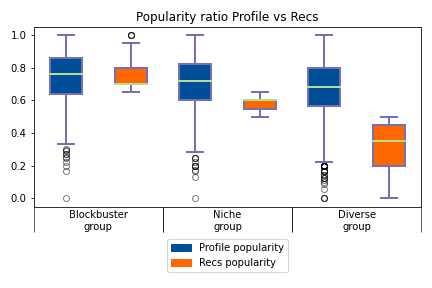 Popularity ratio Profile vs Recs
1.0
0.8
0.6
0.4
0.2
0.0
Blockbuster
group
Niche
group
Diverse
group
Profile popularity
Recs popularity